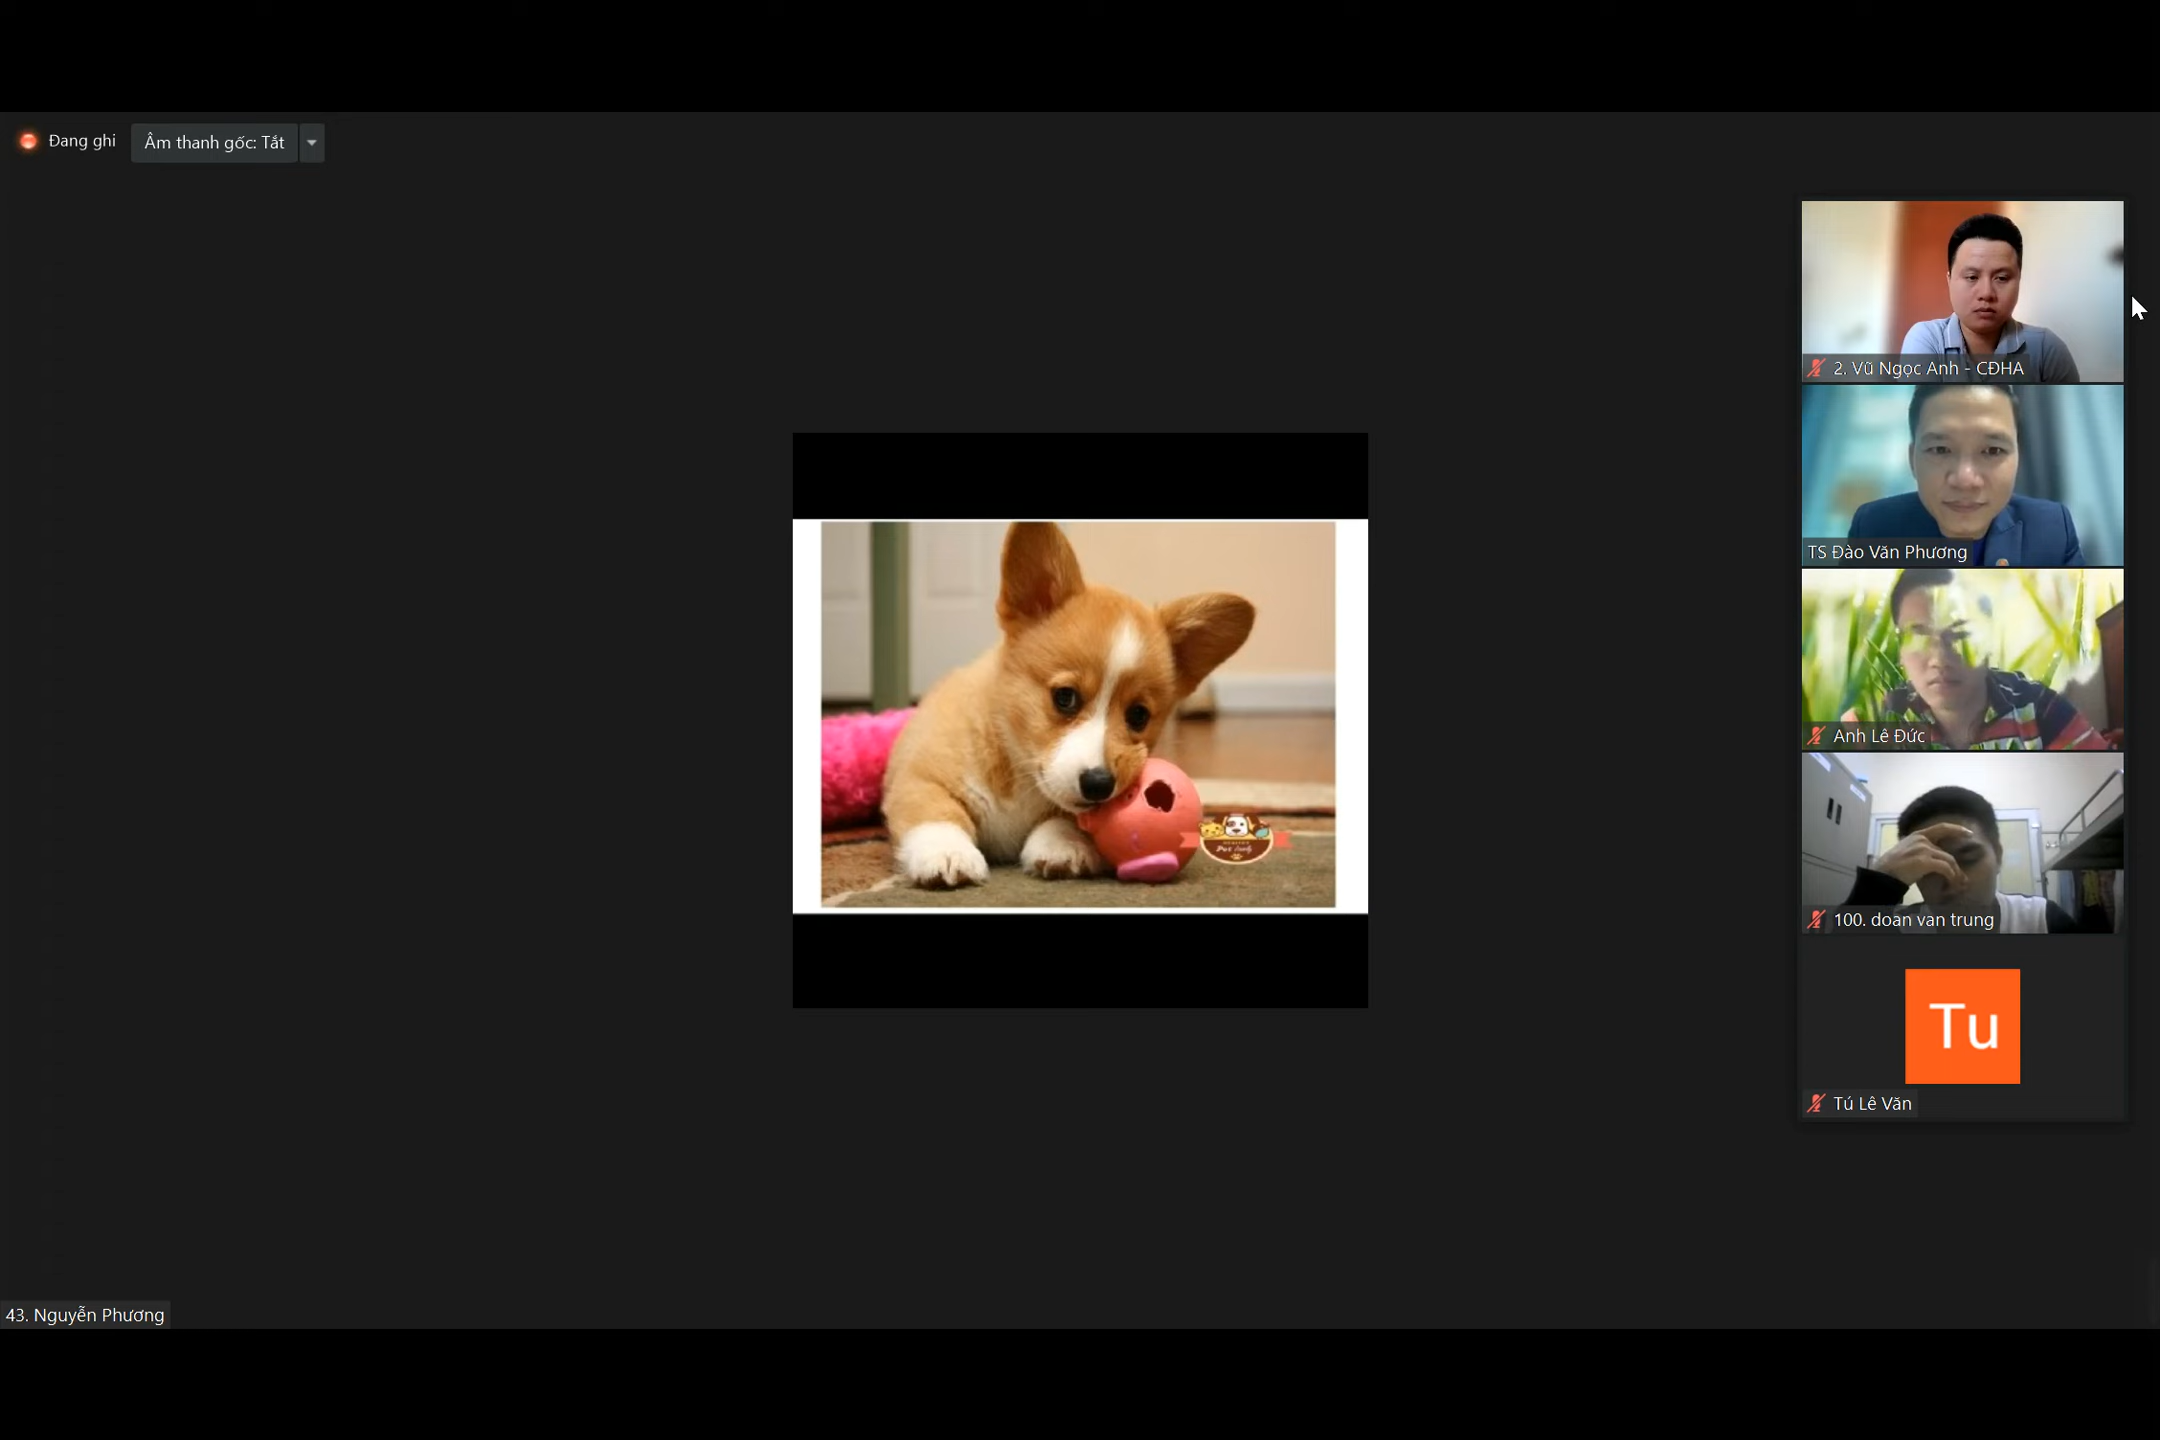 Đang ghi
Âm thanh gốc: Tắt
2. Vũ Ngọc Anh - CĐHA
TS Đào Văn Phương
Anh Lê Đức
100. doan van trung
Tu
Tú Lê Văn
43. Nguyễn Phương